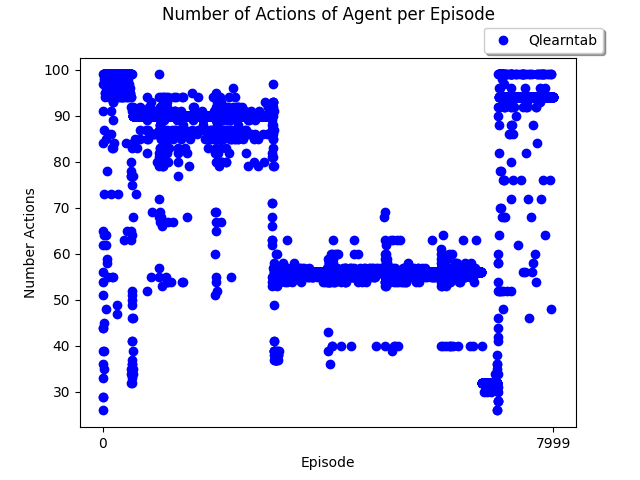 Number of Actions of Agent per Episode
Qlearntab
100
90
80
70
60
50
40
30
Number Actions
0 7999
Episode